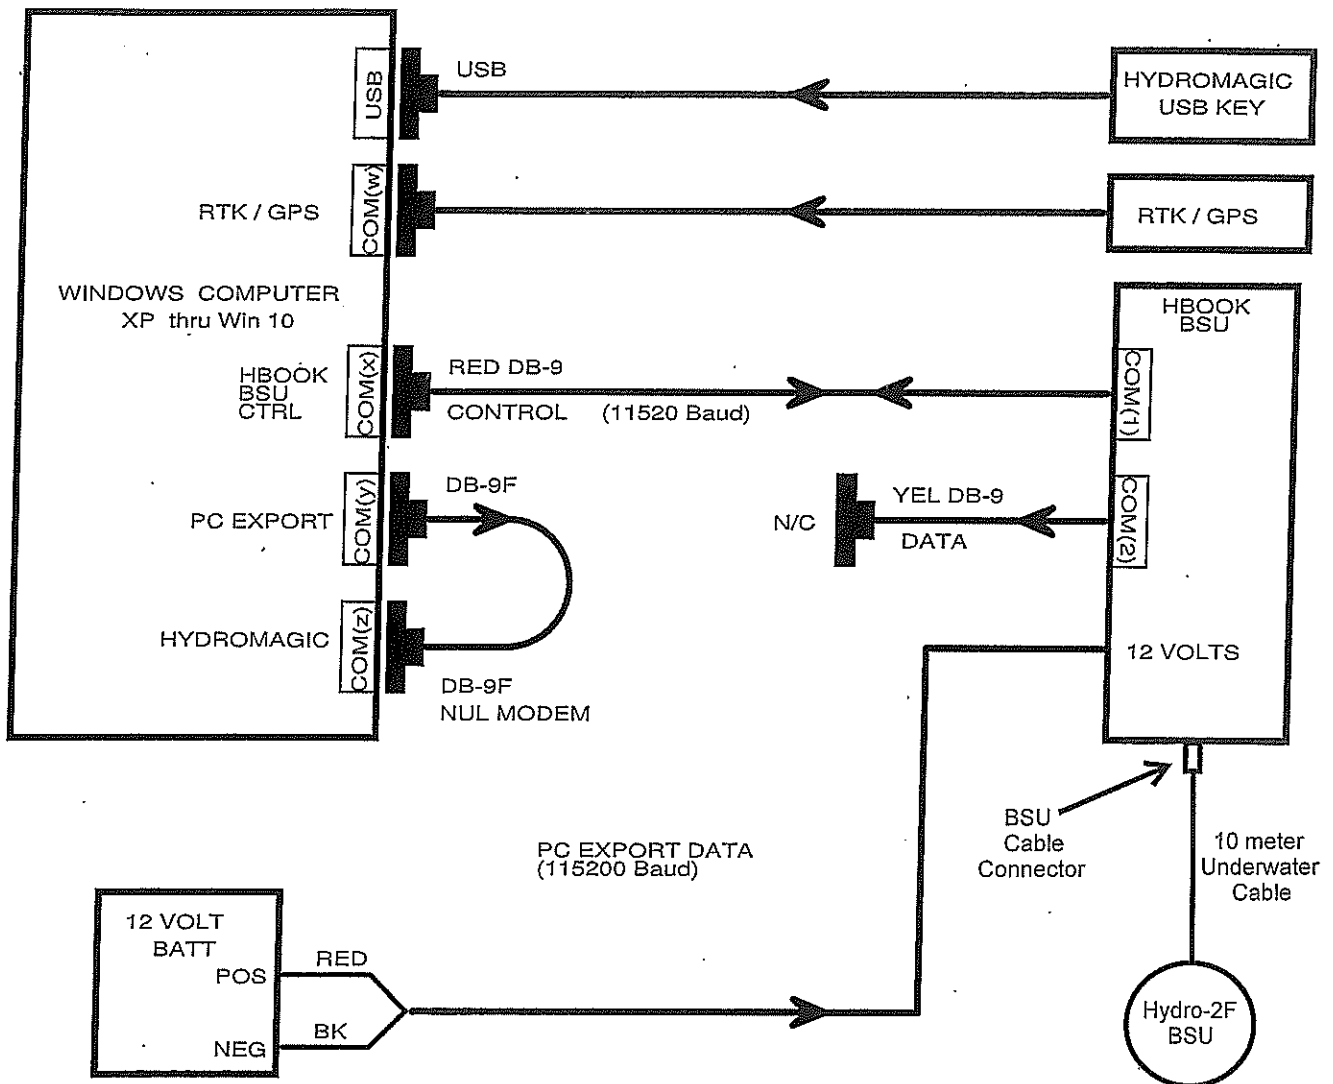 USB
USB
HYDROMAGIC
USB KEY
COM(w)
RTK / GPS
RTK / GPS
WINDOWS COMPUTER
XP thru Win 10
HBOOK
BSU
HBOOK
BSU
CTRL
COM(x)
RED DB-9
CONTROL (11520 Baud)
COM(1)
PC EXPORT
COM(y)
DB-9F
N/C
YEL DB-9
DATA
COM(2)
HYDROMAGIC
COM(z)
DB-9F
NUL MODEM
12 VOLTS
BSU
Cable
Connector
10 meter
Underwater
Cable
PC EXPORT DATA
(115200 Baud)
12 VOLT
BATT
POS
RED
NEG
BK
Hydro-2F
BSU